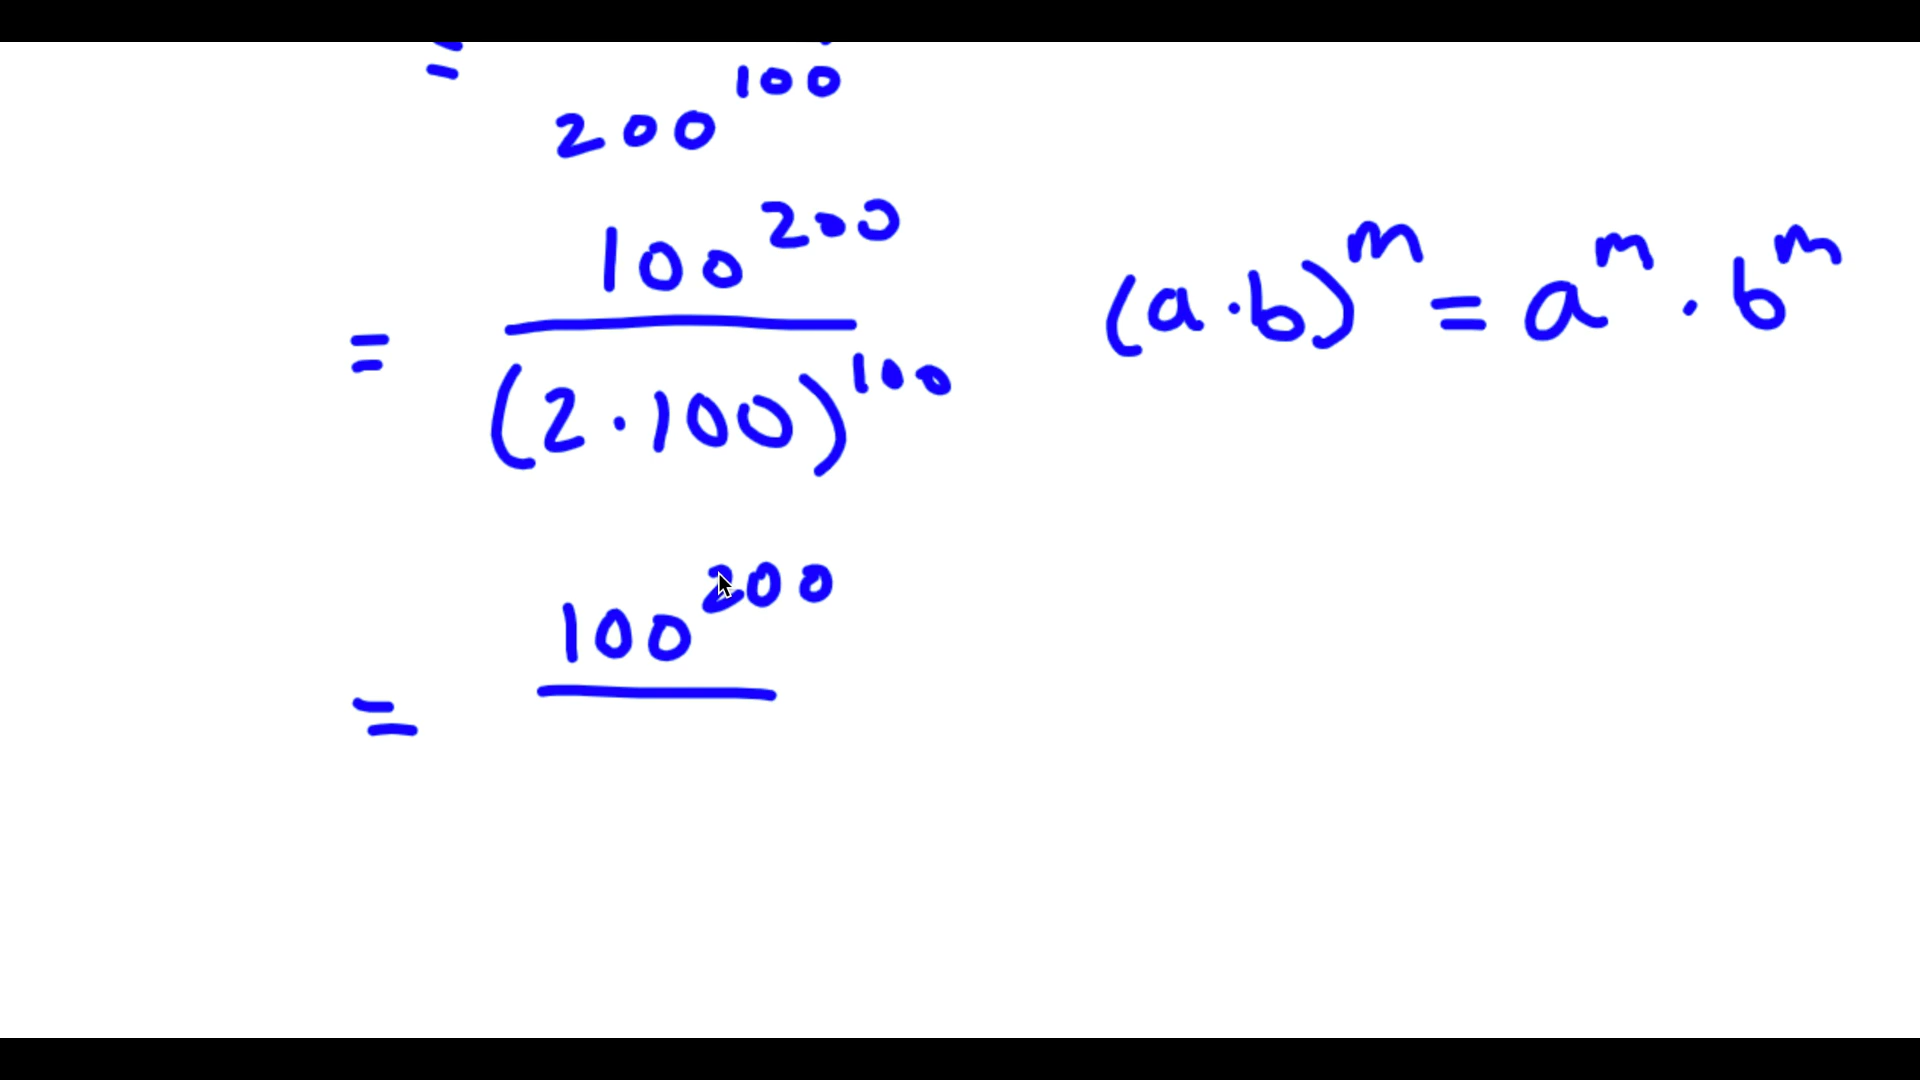 =
200^100
= 100^200 / (2·100)^100
(a·b)^m = a^m · b^m
= 100^200 /